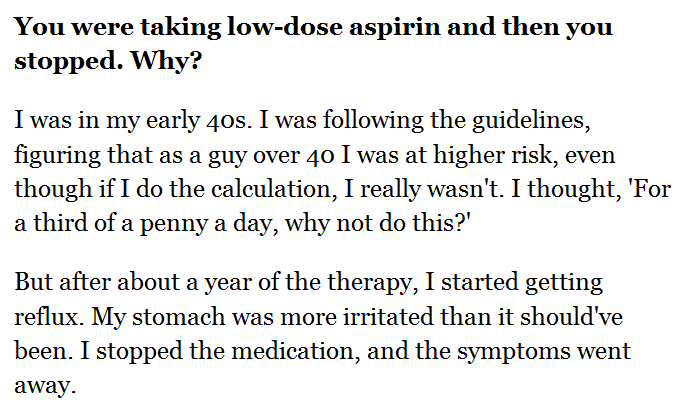 You were taking low-dose aspirin and then you
stopped. Why?
I was in my early 40s. I was following the guidelines,
figuring that as a guy over 40 I was at higher risk, even
though if I do the calculation, I really wasn't. I thought, 'For
a third of a penny a day, why not do this?'
But after about a year of the therapy, I started getting
reflux. My stomach was more irritated than it should've
been. I stopped the medication, and the symptoms went
away.